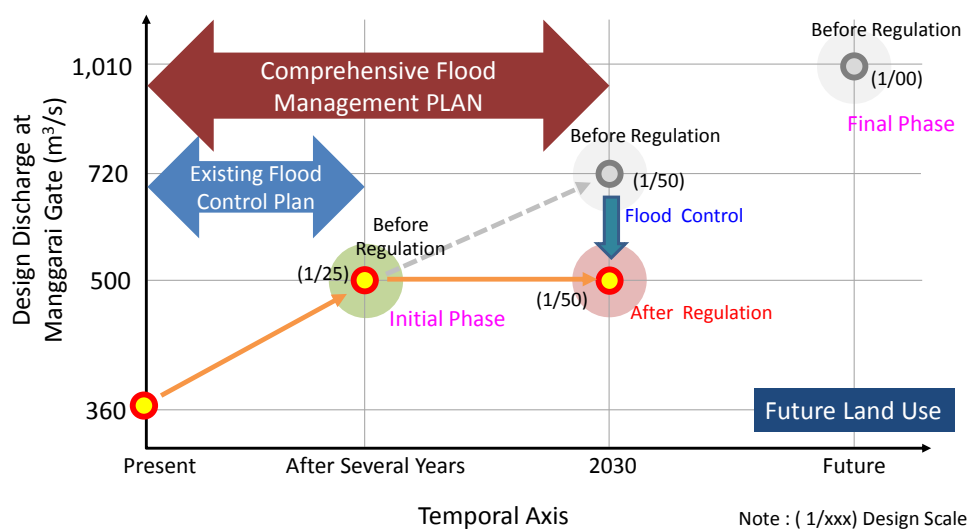 Design Discharge at
Manggarai Gate (m³/s)
1,010
720
500
360
Comprehensive Flood
Management PLAN
Existing Flood
Control Plan
Before Regulation
(1/00)
Final Phase
Before Regulation
(1/50)
Flood Control
Before
Regulation
(1/25)
Initial Phase
(1/50)
After Regulation
Future Land Use
Present
After Several Years
2030
Future
Temporal Axis
Note : ( 1/xxx) Design Scale